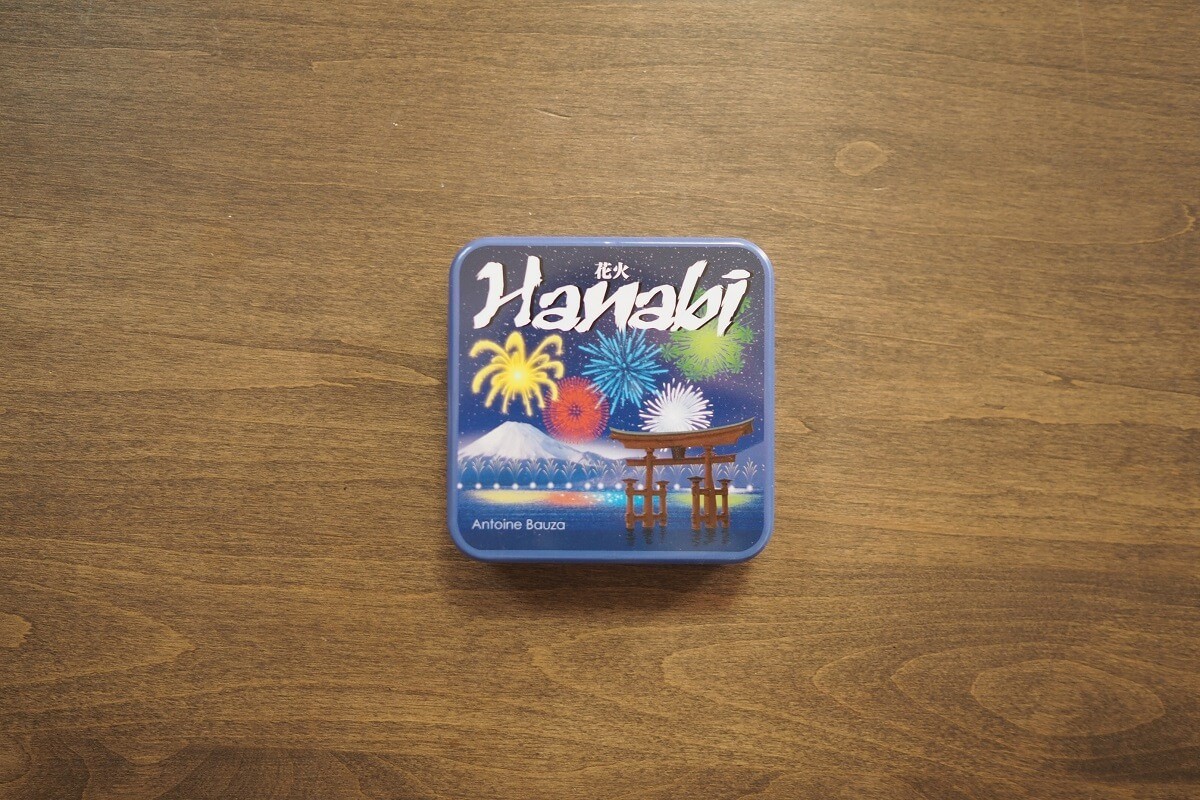 花火
Hanabi
Antoine Bauza